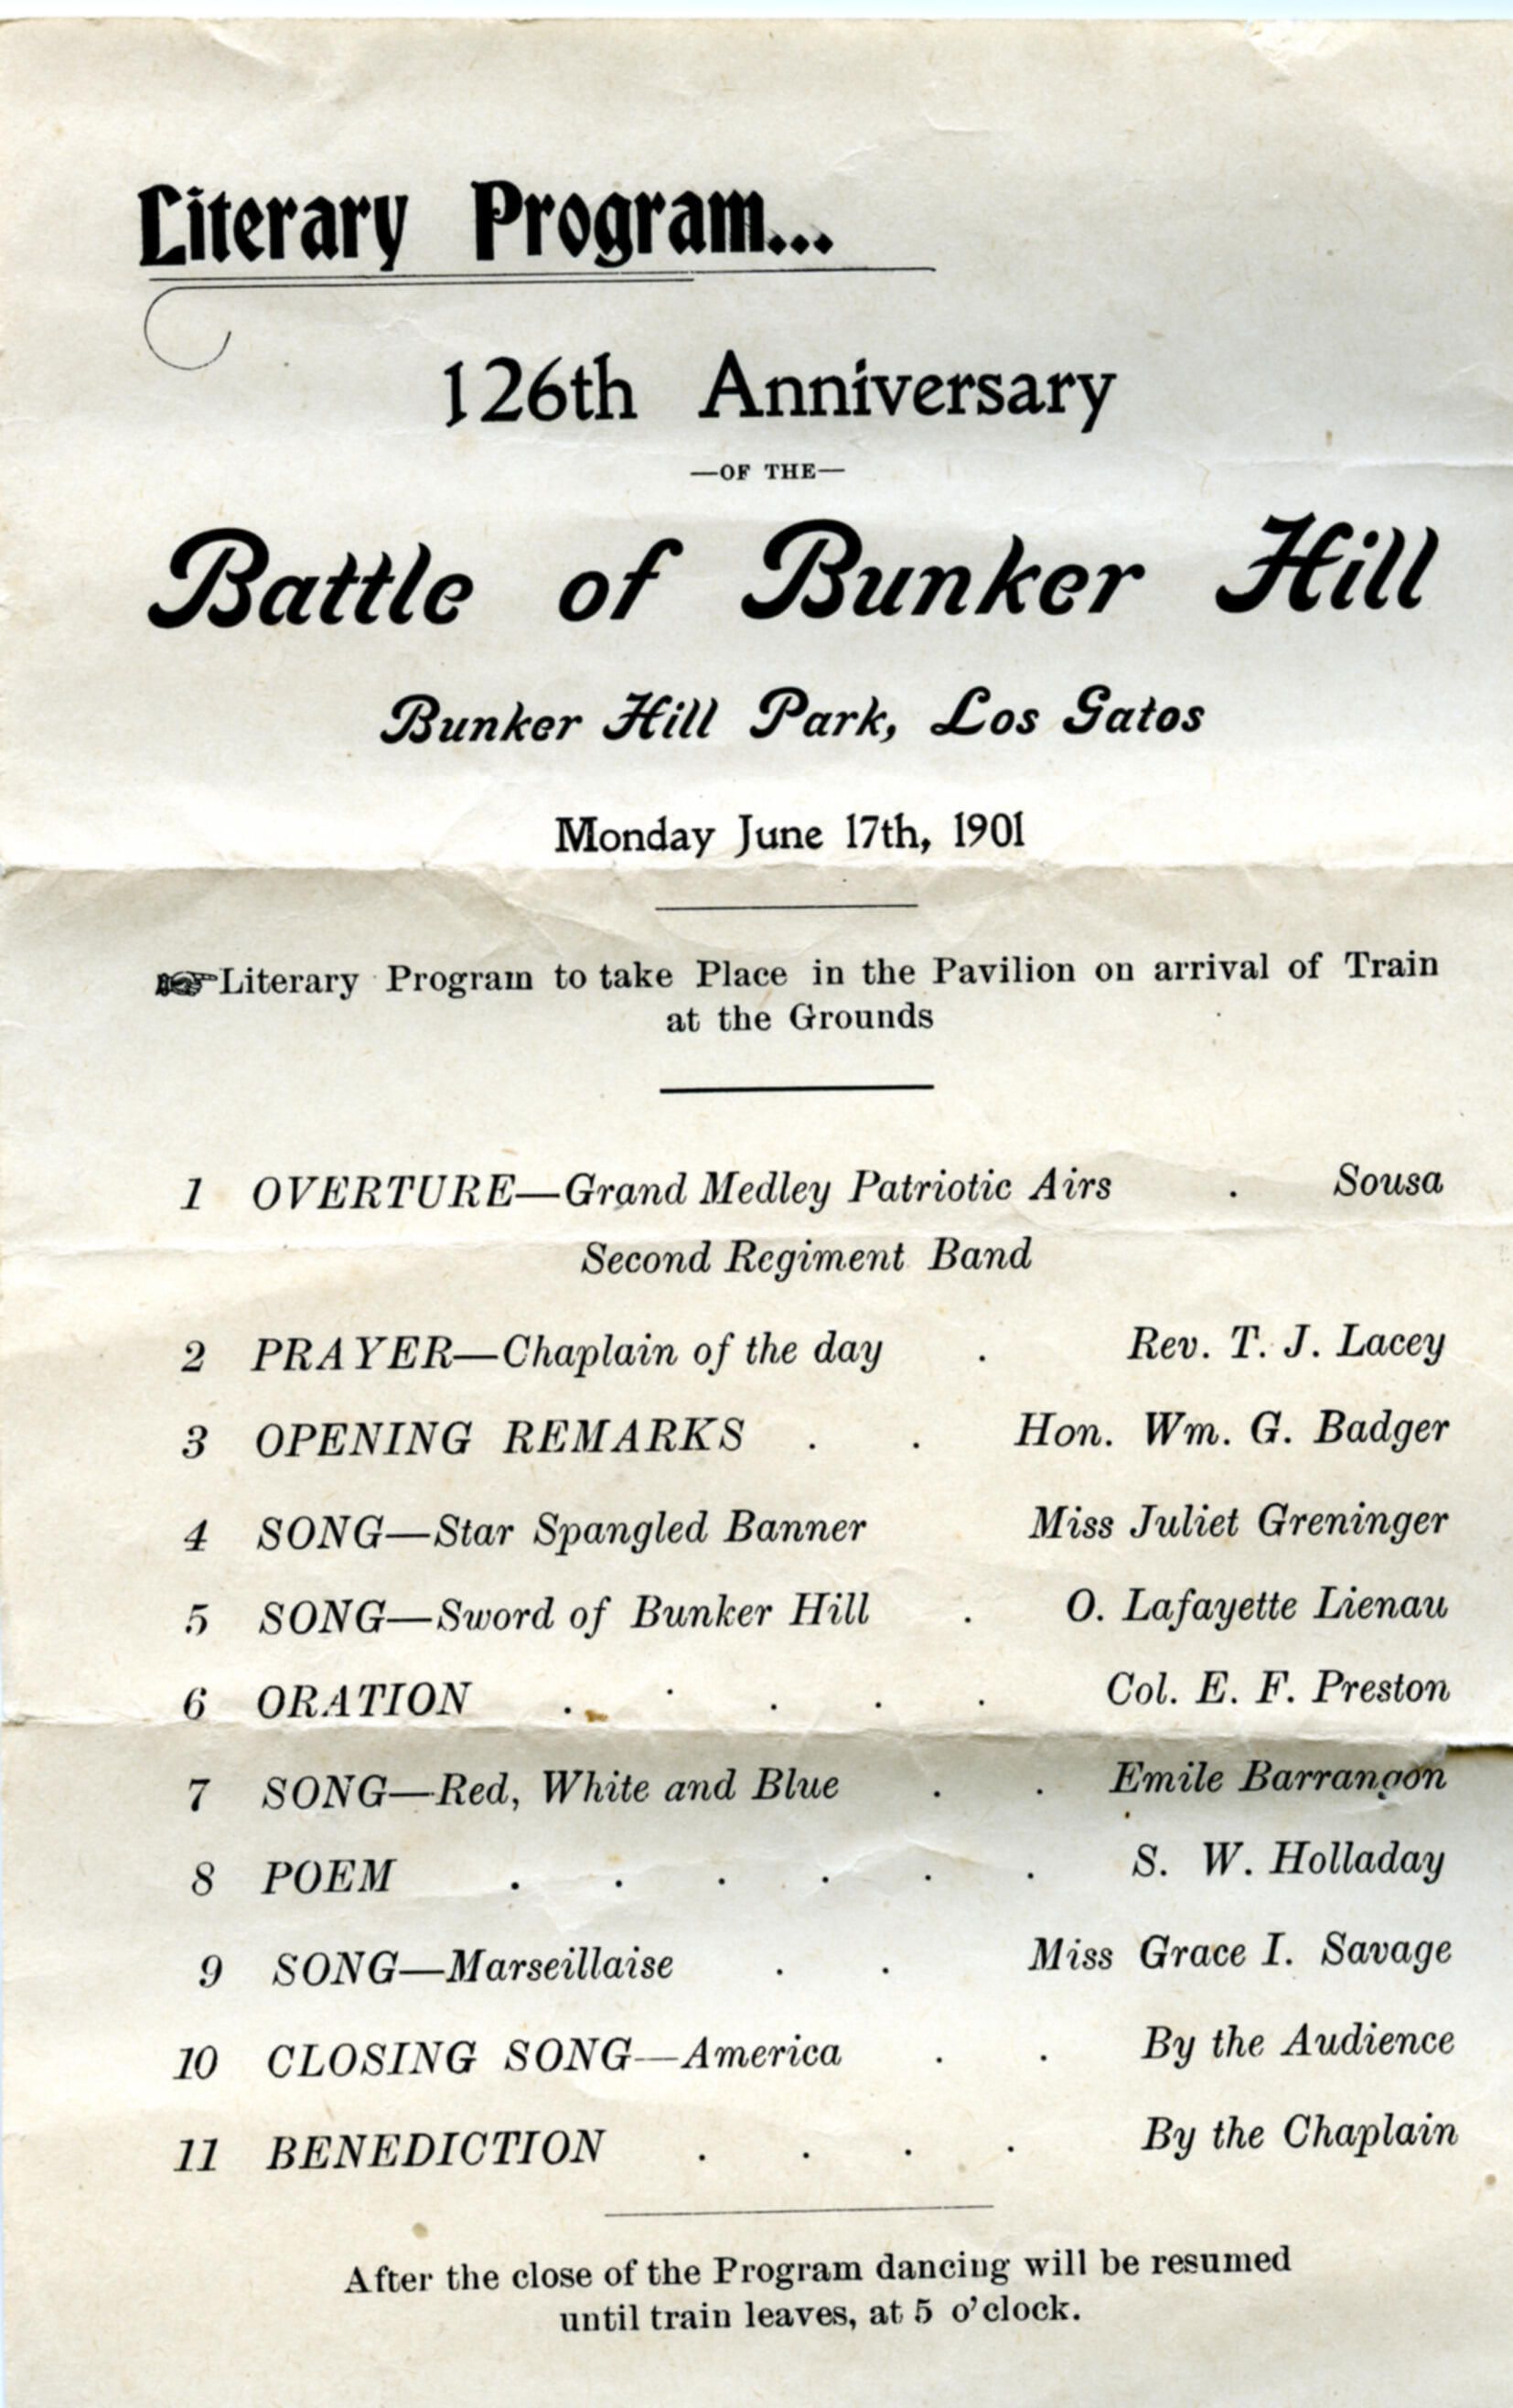 Literary Program...
126th Anniversary
—OF THE—
Battle of Bunker Hill
Bunker Hill Park, Los Gatos
Monday June 17th, 1901
☞Literary Program to take Place in the Pavilion on arrival of Train
at the Grounds
1 OVERTURE—Grand Medley Patriotic Airs . Sousa
Second Regiment Band
2 PRAYER—Chaplain of the day . Rev. T. J. Lacey
3 OPENING REMARKS . . Hon. Wm. G. Badger
4 SONG—Star Spangled Banner Miss Juliet Greninger
5 SONG—Sword of Bunker Hill . O. Lafayette Lienau
6 ORATION . . . . . Col. E. F. Preston
7 SONG—Red, White and Blue . . Emile Barrangon
8 POEM . . . . . . S. W. Holladay
9 SONG—Marseillaise . . Miss Grace I. Savage
10 CLOSING SONG—America . . By the Audience
11 BENEDICTION . . . . By the Chaplain
After the close of the Program dancing will be resumed
until train leaves, at 5 o'clock.